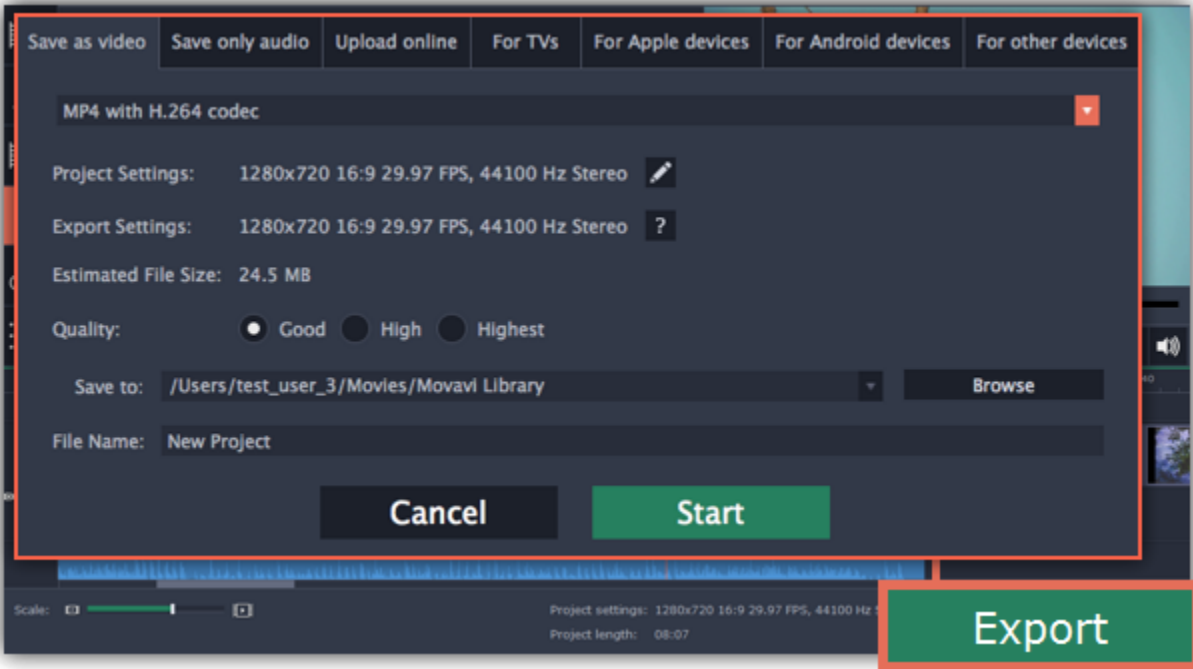 Save as video Save only audio Upload online For TVs For Apple devices For Android devices For other devices
MP4 with H.264 codec
Project Settings: 1280x720 16:9 29.97 FPS, 44100 Hz Stereo
Export Settings: 1280x720 16:9 29.97 FPS, 44100 Hz Stereo ?
Estimated File Size: 24.5 MB
Quality: Good High Highest
Save to: /Users/test_user_3/Movies/Movavi Library Browse
File Name: New Project
Cancel Start
Scale: Project settings: 1280x720 16:9 29.97 FPS, 44100 Hz
Project length: 08:07
Export